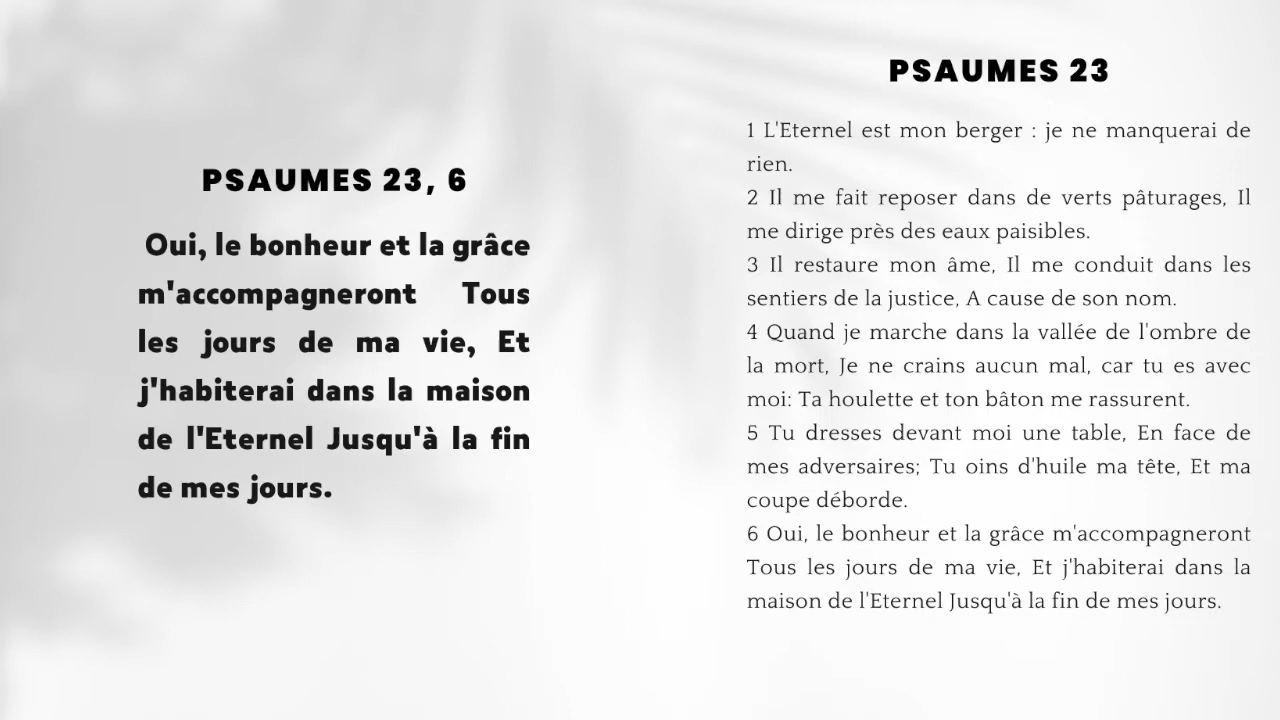 PSAUMES 23, 6
Oui, le bonheur et la grâce
m'accompagneront Tous
les jours de ma vie, Et
j'habiterai dans la maison
de l'Eternel Jusqu'à la fin
de mes jours.
PSAUMES 23
1 L'Eternel est mon berger : je ne manquerai de
rien.
2 Il me fait reposer dans de verts pâturages, Il
me dirige près des eaux paisibles.
3 Il restaure mon âme, Il me conduit dans les
sentiers de la justice, A cause de son nom.
4 Quand je marche dans la vallée de l'ombre de
la mort, Je ne crains aucun mal, car tu es avec
moi: Ta houlette et ton bâton me rassurent.
5 Tu dresses devant moi une table, En face de
mes adversaires; Tu oins d'huile ma tête, Et ma
coupe déborde.
6 Oui, le bonheur et la grâce m'accompagneront
Tous les jours de ma vie, Et j'habiterai dans la
maison de l'Eternel Jusqu'à la fin de mes jours.